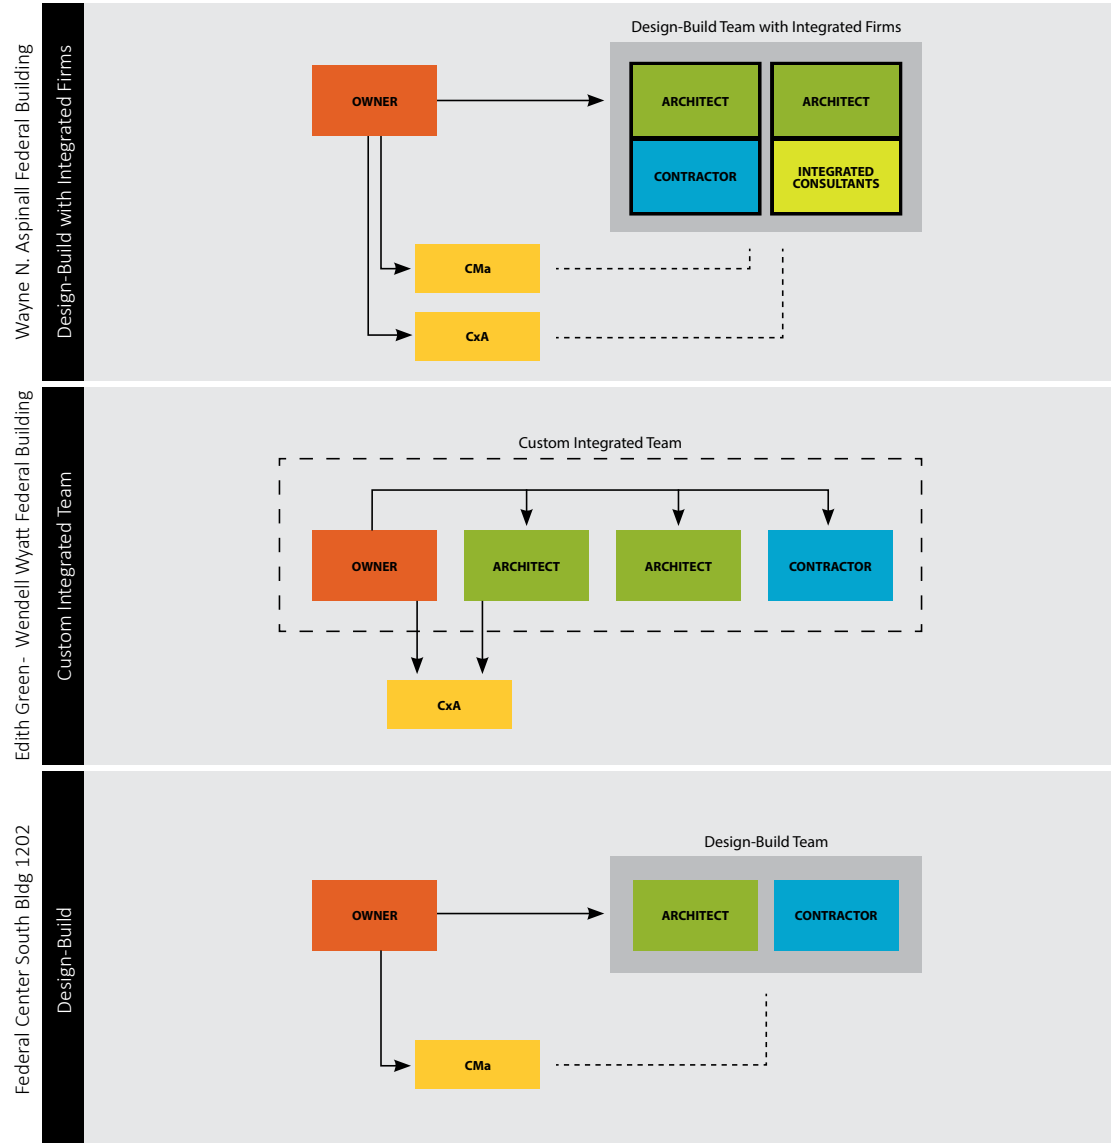 Wayne N. Aspinall Federal Building
Design-Build with Integrated Firms
Design-Build Team with Integrated Firms
OWNER
ARCHITECT
ARCHITECT
CONTRACTOR
INTEGRATED
CONSULTANTS
CMa
CxA
Edith Green- Wendell Wyatt Federal Building
Custom Integrated Team
Custom Integrated Team
OWNER
ARCHITECT
ARCHITECT
CONTRACTOR
CxA
Federal Center South Bldg 1202
Design-Build
Design-Build Team
OWNER
ARCHITECT
CONTRACTOR
CMa